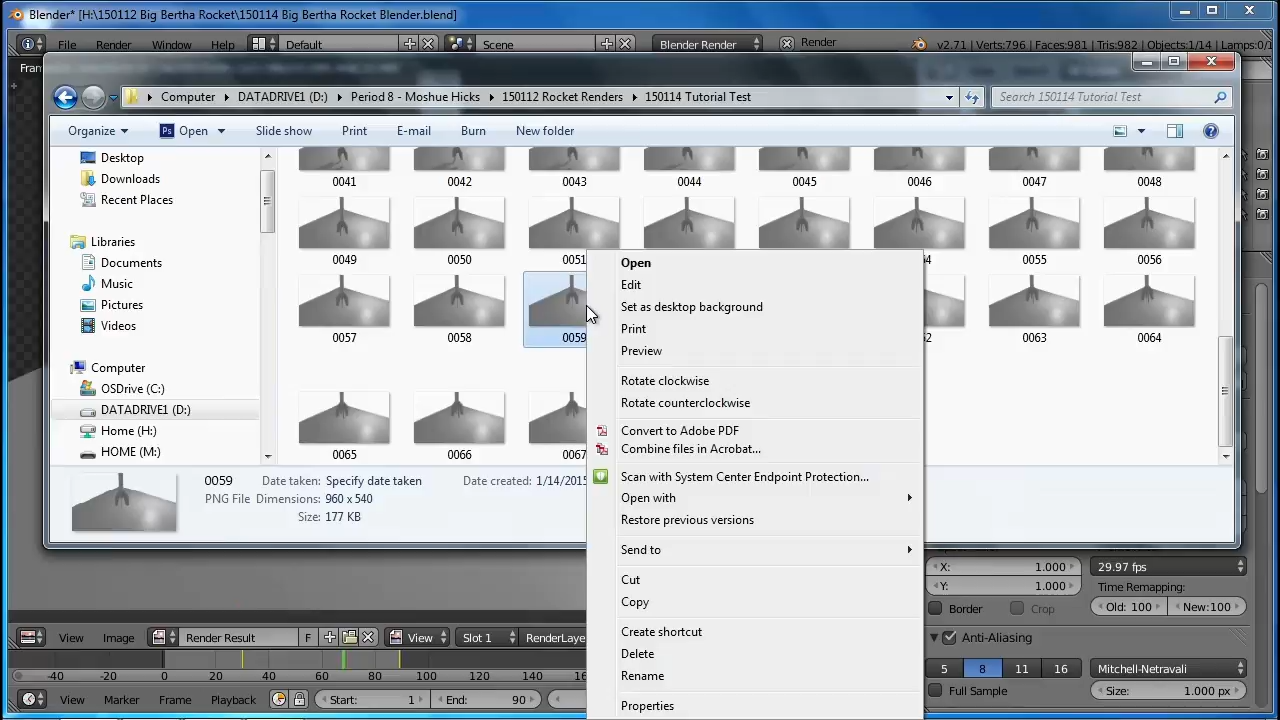 Blender* [H:\150112 Big Bertha Rocket\150114 Big Bertha Rocket Blender.blend]
File Render Window Help Default Scene Blender Render Render v2.71 | Verts:796 | Faces:981 | Tris:982 | Objects:1/14 | Lamps:0/1
Fran
Computer DATADRIVE1 (D:) Period 8 - Moshue Hicks 150112 Rocket Renders 150114 Tutorial Test Search 150114 Tutorial Test
Organize Ps Open Slide show Print E-mail Burn New folder
Desktop
Downloads
Recent Places
Libraries
Documents
Music
Pictures
Videos
Computer
OSDrive (C:)
DATADRIVE1 (D:)
Home (H:)
HOME (M:)
0041 0042 0043 0044 0045 0046 0047 0048
0049 0050 0051 4 0055 0056
0057 0058 0059 2 0063 0064
0065 0066 0067
Open
Edit
Set as desktop background
Print
Preview
Rotate clockwise
Rotate counterclockwise
Convert to Adobe PDF
Combine files in Acrobat...
Scan with System Center Endpoint Protection...
Open with
Restore previous versions
Send to
Cut
Copy
Create shortcut
Delete
Rename
Properties
0059 Date taken: Specify date taken Date created: 1/14/2015
PNG File Dimensions: 960 x 540
Size: 177 KB
X: 1.000 29.97 fps
Y: 1.000 Time Remapping:
Border Crop Old: 100 New:100
Anti-Aliasing
5 8 11 16 Mitchell-Netravali
Full Sample Size: 1.000 px
View Image Render Result F View Slot 1 RenderLaye
-40 -20 0 20 40 60 80 100 120 140 16
View Marker Frame Playback Start: 1 End: 90